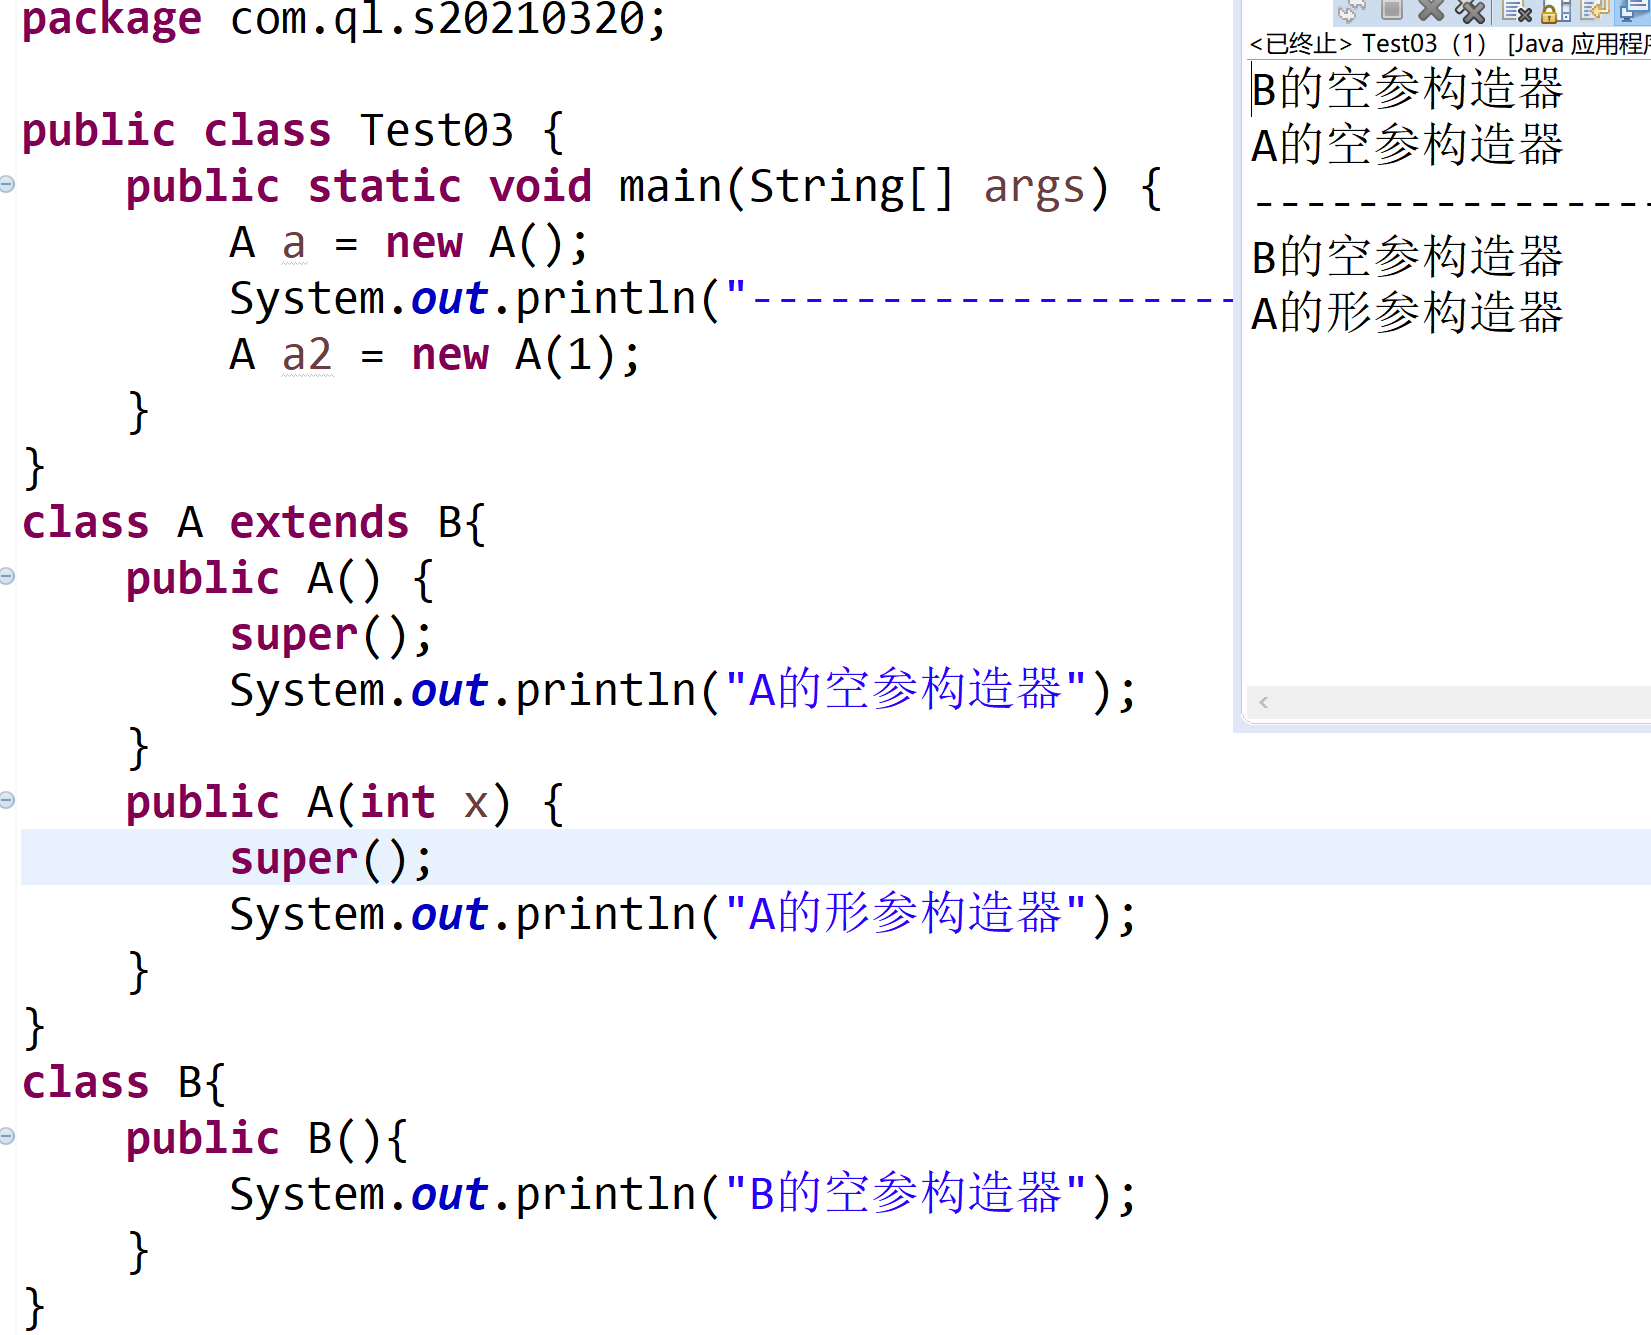 package com.ql.s20210320;
public class Test03 {
public static void main(String[] args) {
A a = new A();
System.out.println("-------------------
A a2 = new A(1);
}
}
class A extends B{
public A() {
super();
System.out.println("A的空参构造器");
}
public A(int x) {
super();
System.out.println("A的形参构造器");
}
}
class B{
public B(){
System.out.println("B的空参构造器");
}
}
<已终止> Test03（1） [Java 应用程序
B的空参构造器
A的空参构造器
----------------
B的空参构造器
A的形参构造器